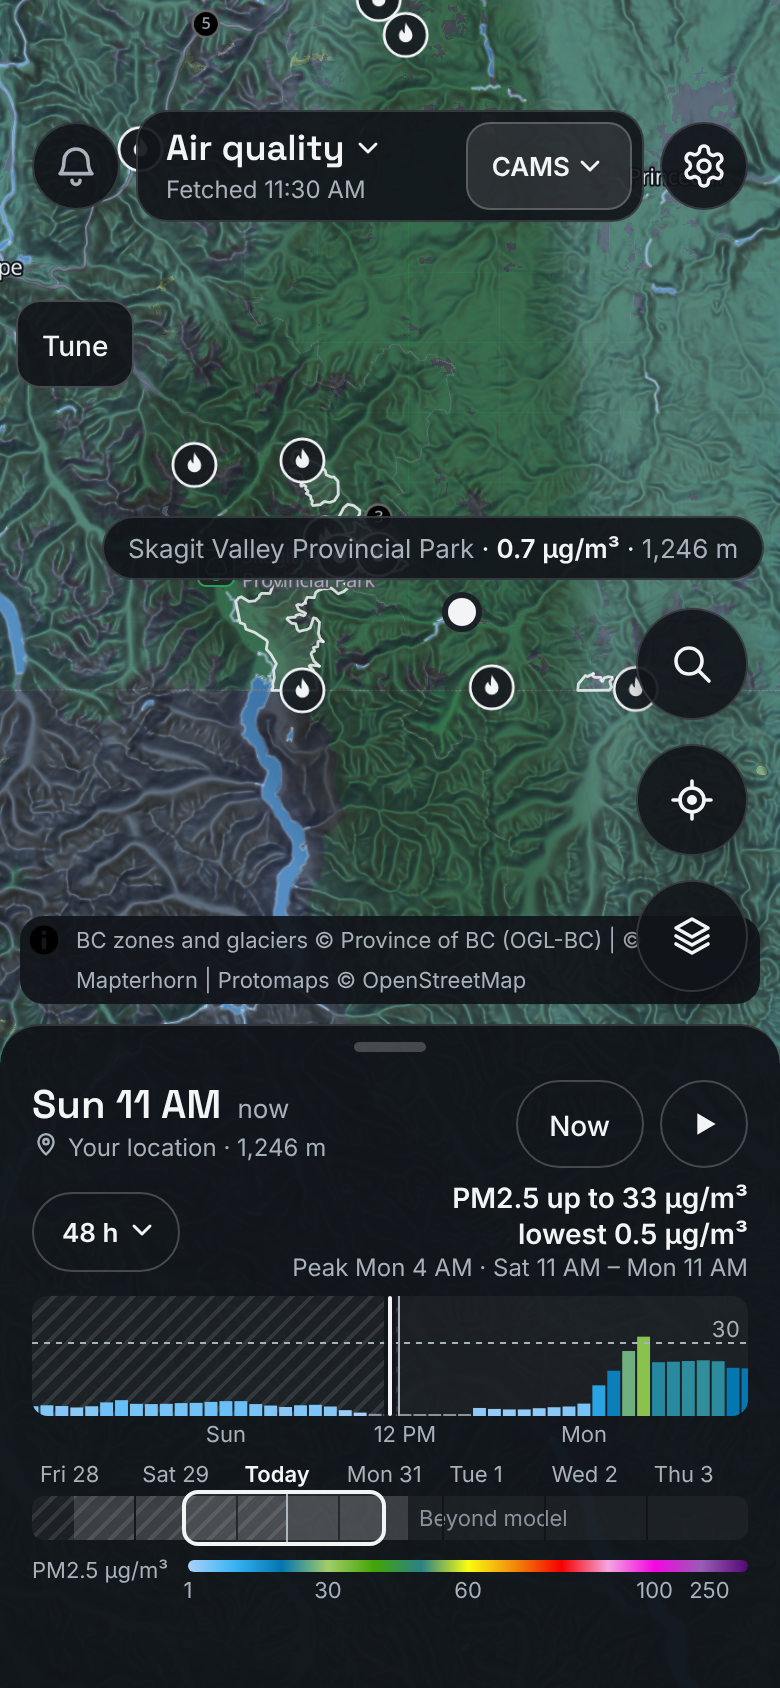 5
Air quality
Fetched 11:30 AM
CAMS
Princ
pe
Tune
3
Skagit Valley Provincial Park · 0.7 µg/m³ · 1,246 m
Provincial Park
BC zones and glaciers © Province of BC (OGL-BC) | ©
Mapterhorn | Protomaps © OpenStreetMap
Sun 11 AM now
Your location · 1,246 m
Now
48 h
PM2.5 up to 33 µg/m³
lowest 0.5 µg/m³
Peak Mon 4 AM · Sat 11 AM – Mon 11 AM
30
Sun 12 PM Mon
Fri 28 Sat 29 Today Mon 31 Tue 1 Wed 2 Thu 3
Beyond model
PM2.5 µg/m³
1 30 60 100 250